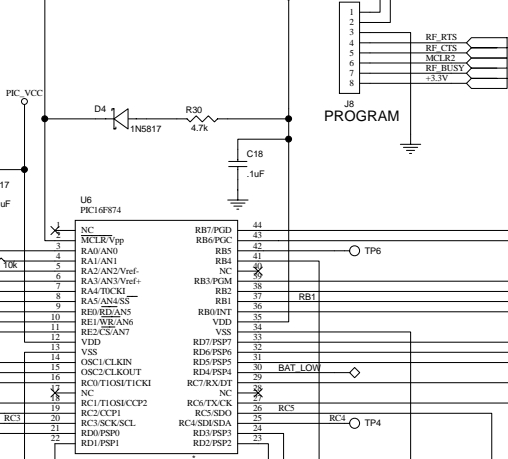 1
2
3
4
5
6
7
8
RF_RTS
RF_CTS
MCLR2
RF_BUSY
+3.3V
J8
PROGRAM
PIC_VCC
D4
1N5817
R30
4.7k
C18
.1uF
17
uF
10k
U6
PIC16F874
1 NC RB7/PGD 44
2 MCLR/Vpp RB6/PGC 43
3 RA0/AN0 RB5 42 TP6
4 RA1/AN1 RB4 41
5 RA2/AN2/Vref- NC 40
6 RA3/AN3/Vref+ RB3/PGM 39
7 RA4/T0CKI RB2 38
8 RA5/AN4/SS RB1 37 RB1
9 RE0/RD/AN5 RB0/INT 36
10 RE1/WR/AN6 VDD 35
11 RE2/CS/AN7 VSS 34
12 VDD RD7/PSP7 33
13 VSS RD6/PSP6 32
14 OSC1/CLKIN RD5/PSP5 31
15 OSC2/CLKOUT RD4/PSP4 30 BAT_LOW
16 RC0/T1OSI/T1CKI RC7/RX/DT 29
17 NC NC 28
18 RC1/T1OSO/CCP2 RC6/TX/CK 27
19 RC2/CCP1 RC5/SDO 26 RC5
RC3 20 RC3/SCK/SCL RC4/SDI/SDA 25 RC4 TP4
21 RD0/PSP0 RD3/PSP3 24
22 RD1/PSP1 RD2/PSP2 23